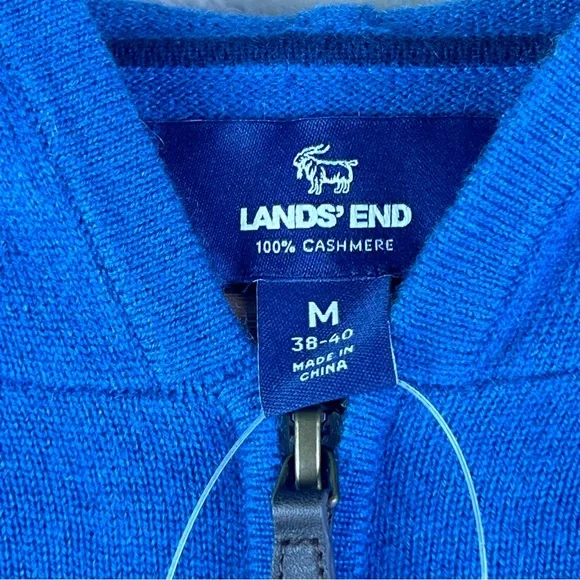 LANDS' END
100% CASHMERE
M
38-40
MADE IN
CHINA